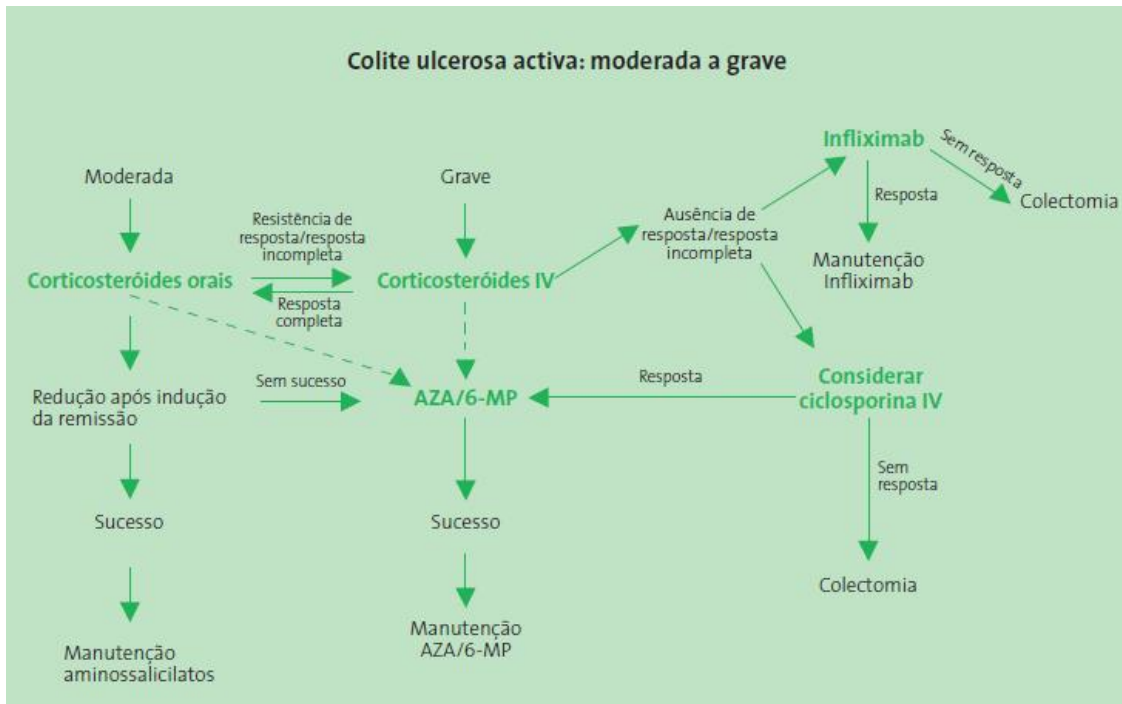 Colite ulcerosa activa: moderada a grave
Moderada
Grave
Infliximab
Sem resposta
Resposta
Colectomia
Resistência de
resposta/resposta
incompleta
Ausência de
resposta/resposta
incompleta
Corticosteróides orais
Corticosteróides IV
Manutenção
Infliximab
Resposta
completa
Redução após indução
da remissão
Sem sucesso
AZA/6-MP
Resposta
Considerar
ciclosporina IV
Sem
resposta
Sucesso
Sucesso
Colectomia
Manutenção
aminossalicilatos
Manutenção
AZA/6-MP